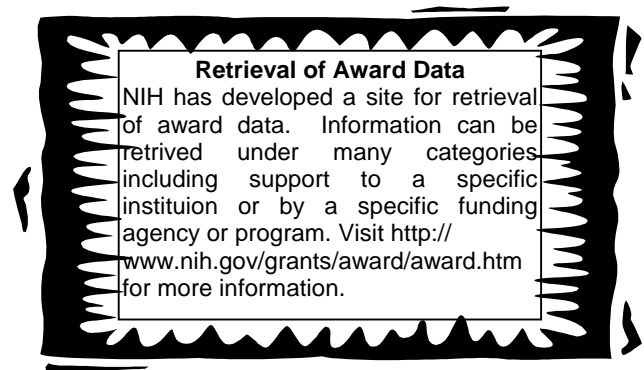 Retrieval of Award Data
NIH has developed a site for retrieval
of award data. Information can be
retrived under many categories
including support to a specific
instituion or by a specific funding
agency or program. Visit http://
www.nih.gov/grants/award/award.htm
for more information.